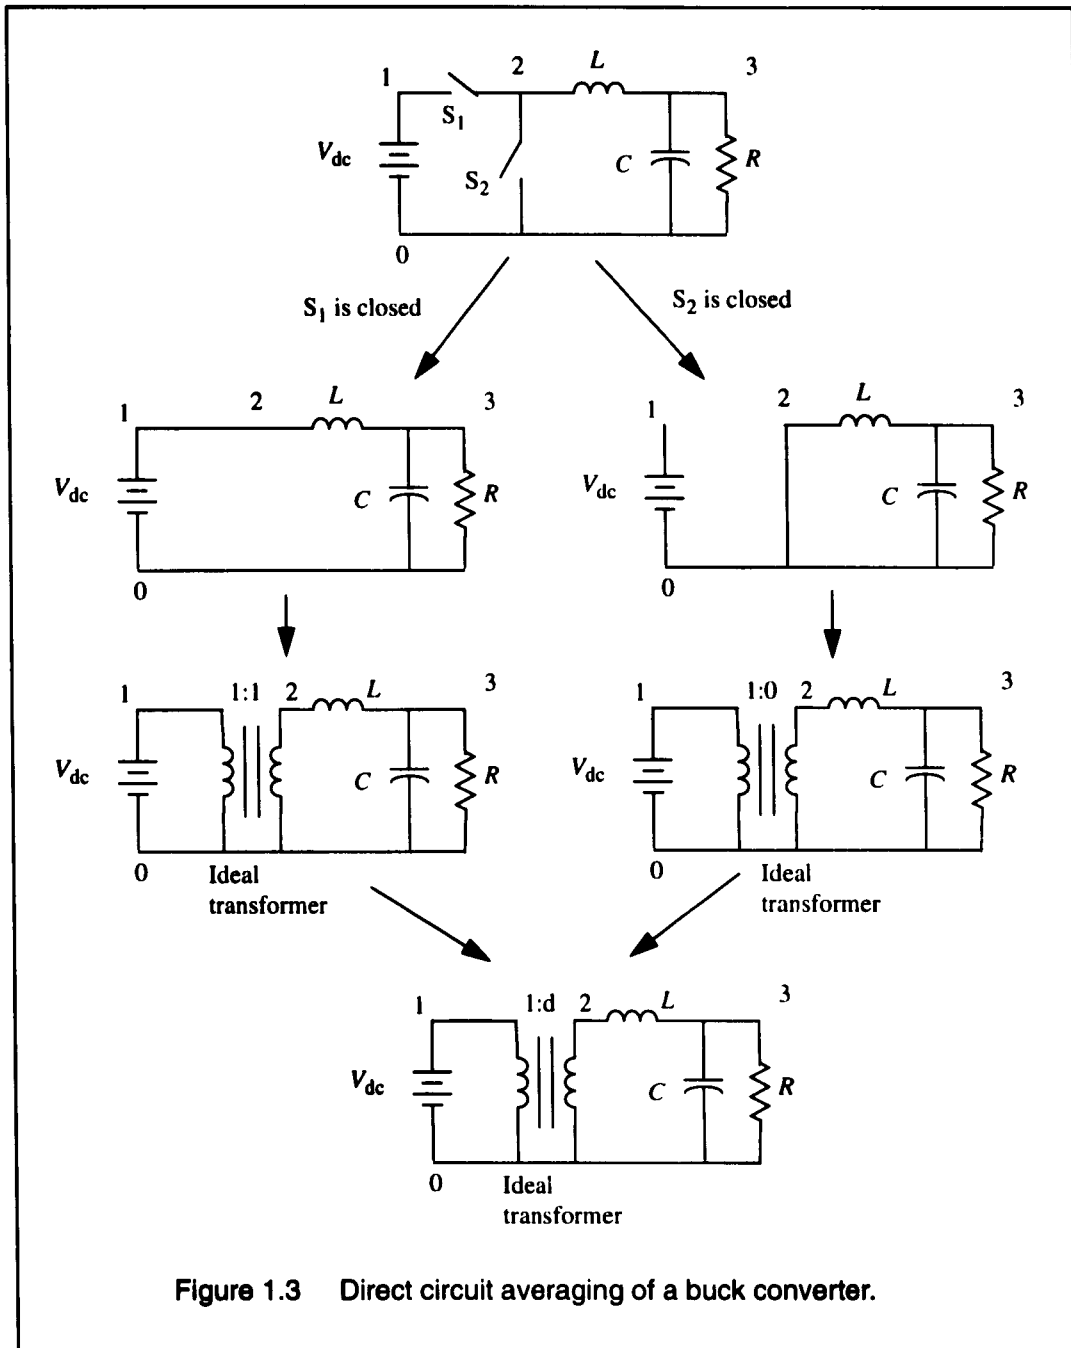 1
2
L
3
S1
Vdc
S2
C
R
0
S1 is closed
S2 is closed
1
2
L
3
Vdc
C
R
0
1
2
L
3
Vdc
C
R
0
1
1:1
2
L
3
Vdc
C
R
0
Ideal
transformer
1
1:0
2
L
3
Vdc
C
R
0
Ideal
transformer
1
1:d
2
L
3
Vdc
C
R
0
Ideal
transformer
Figure 1.3 Direct circuit averaging of a buck converter.